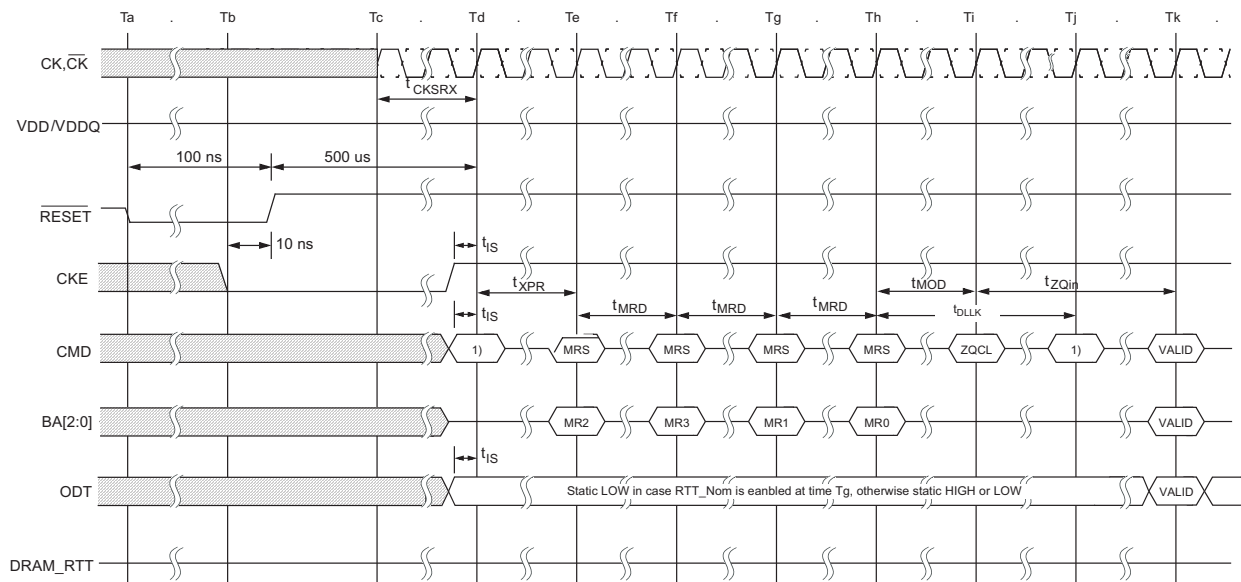 Ta . Tb . Tc . Td . Te . Tf . Tg . Th . Ti . Tj . Tk .
CK,CK
tCKSRX
VDD/VDDQ
100 ns 500 us
RESET
10 ns tIS
CKE
tXPR tMOD tZQin
tIS tMRD tMRD tMRD tDLLK
CMD 1) MRS MRS MRS MRS ZQCL 1) VALID
BA[2:0] MR2 MR3 MR1 MR0 VALID
tIS
ODT Static LOW in case RTT_Nom is eanbled at time Tg, otherwise static HIGH or LOW VALID
DRAM_RTT